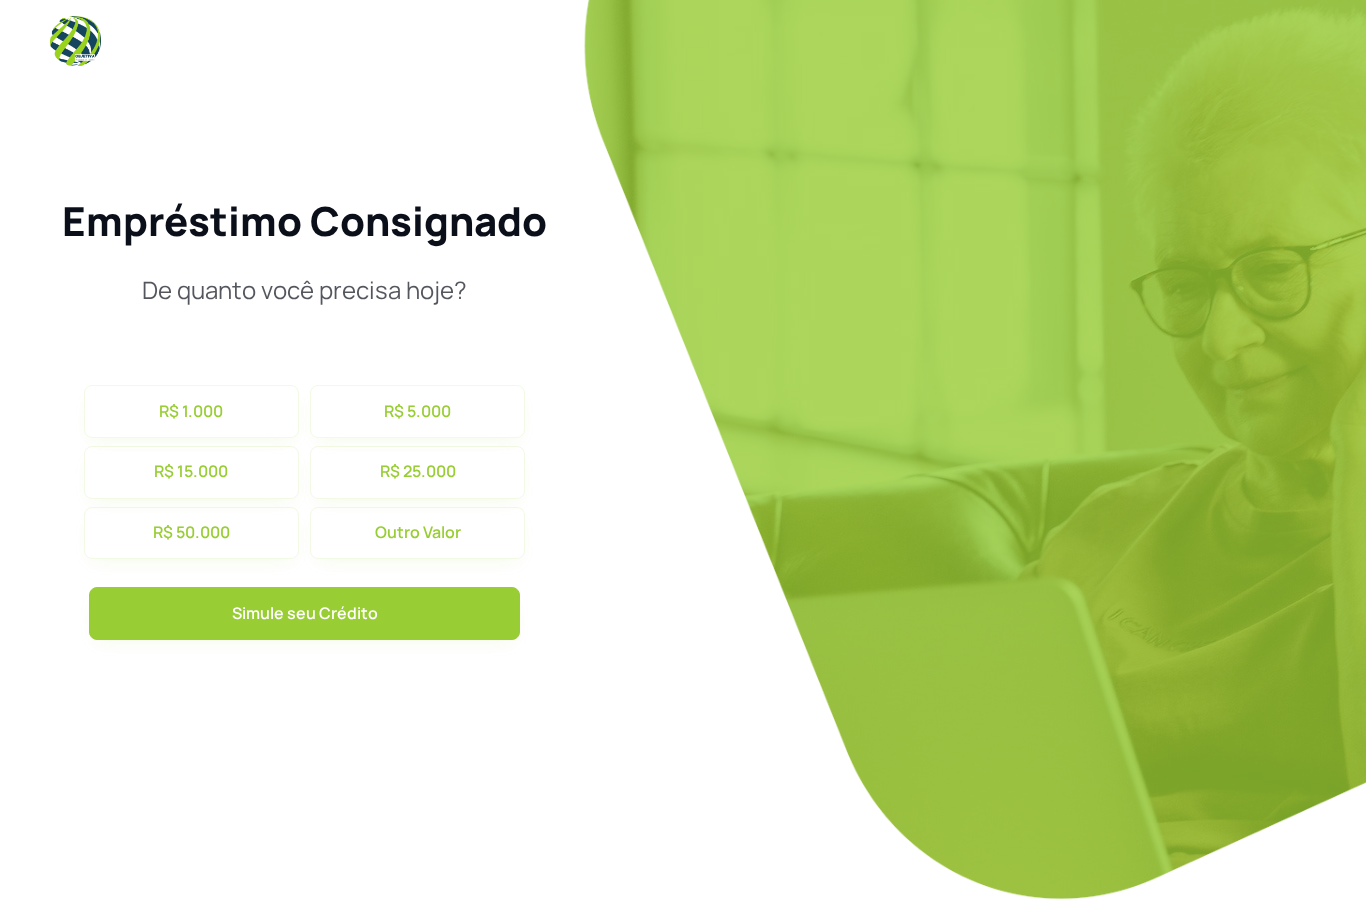 OBJETIVA
Empréstimo Consignado
De quanto você precisa hoje?
R$ 1.000
R$ 5.000
R$ 15.000
R$ 25.000
R$ 50.000
Outro Valor
Simule seu Crédito